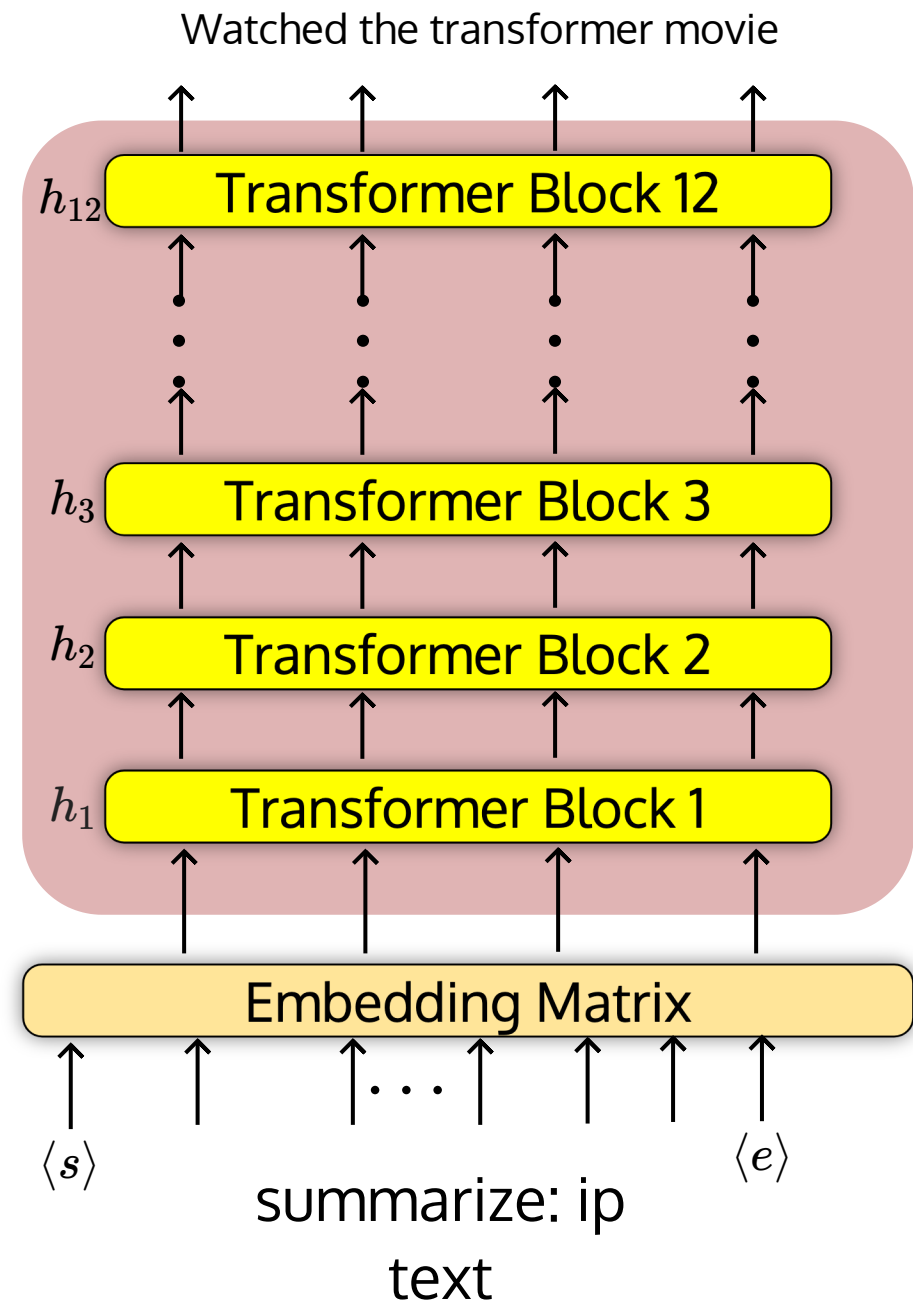 Watched the transformer movie
h12 Transformer Block 12
h3 Transformer Block 3
h2 Transformer Block 2
h1 Transformer Block 1
Embedding Matrix
. . .
⟨s⟩ ⟨e⟩
summarize: ip
text